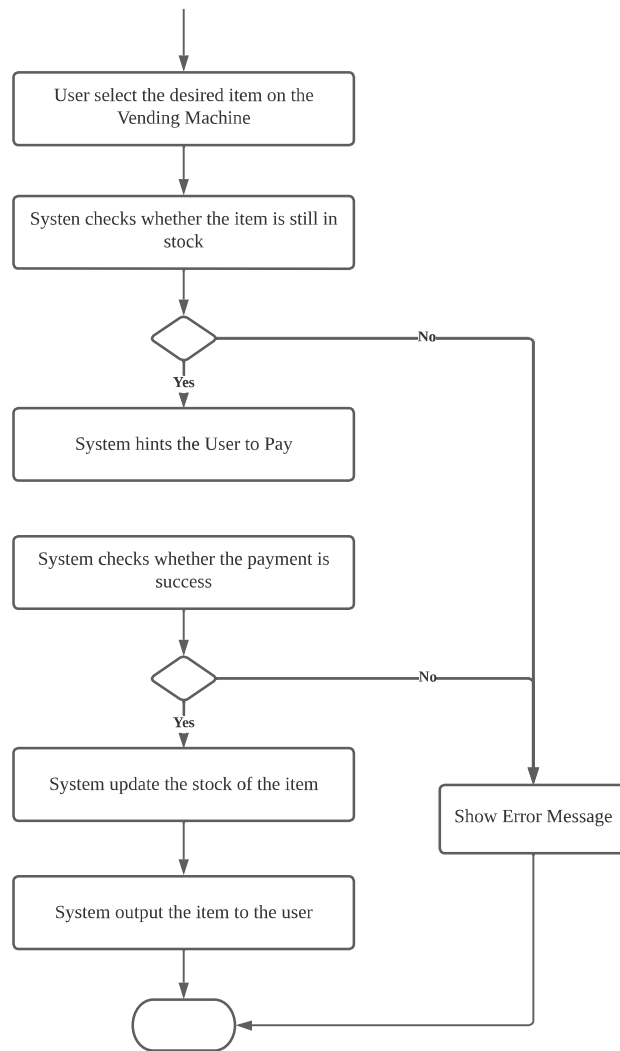 User select the desired item on the
Vending Machine
Systen checks whether the item is still in
stock
No
Yes
System hints the User to Pay
System checks whether the payment is
success
No
Yes
System update the stock of the item
Show Error Message
System output the item to the user